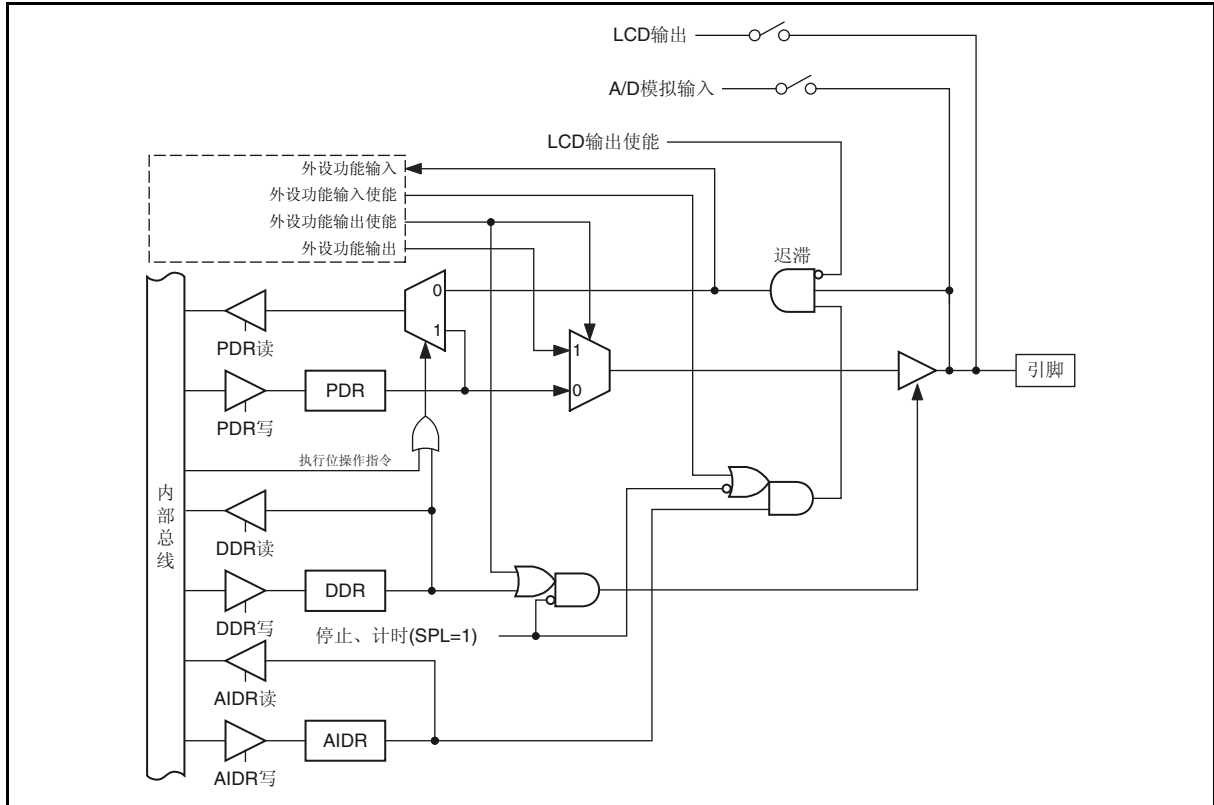 LCD输出
A/D模拟输入
LCD输出使能
外设功能输入
外设功能输入使能
外设功能输出使能
外设功能输出
迟滞
0
1
PDR读
1
引脚
PDR
0
PDR写
执行位操作指令
内部总线
DDR读
DDR
DDR写
停止、计时(SPL=1)
AIDR读
AIDR
AIDR写